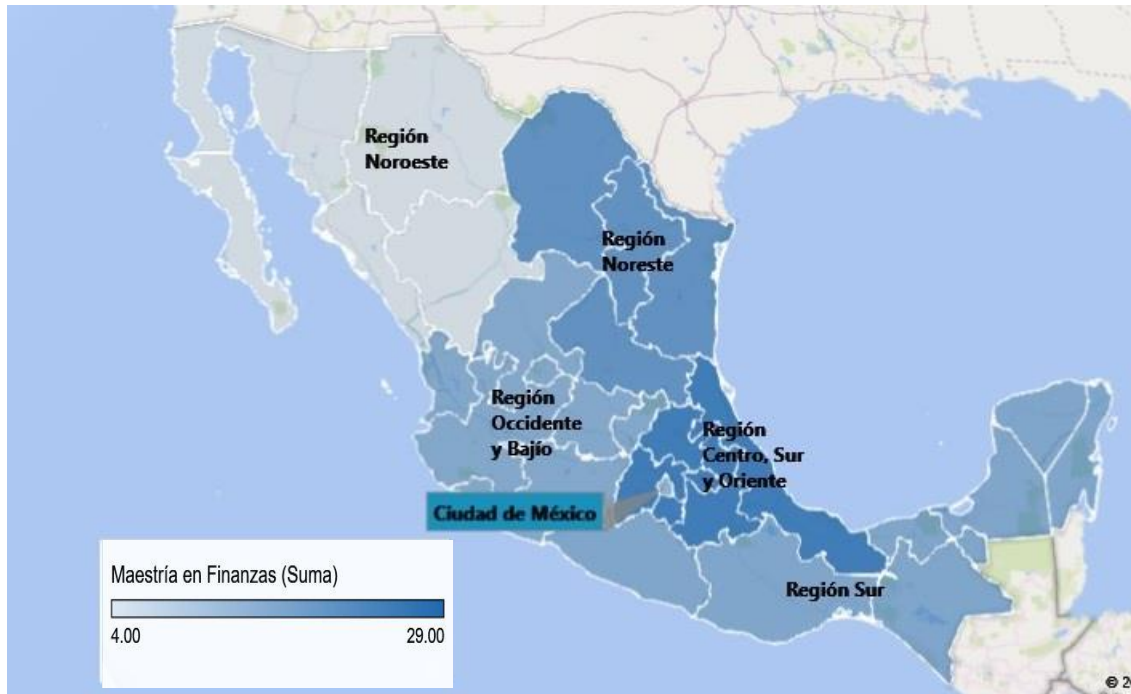 Región
Noroeste
Región
Noreste
Región
Occidente
y Bajío
Región
Centro, Sur
y Oriente
Ciudad de México
Región Sur
Maestría en Finanzas (Suma)
4.00
29.00